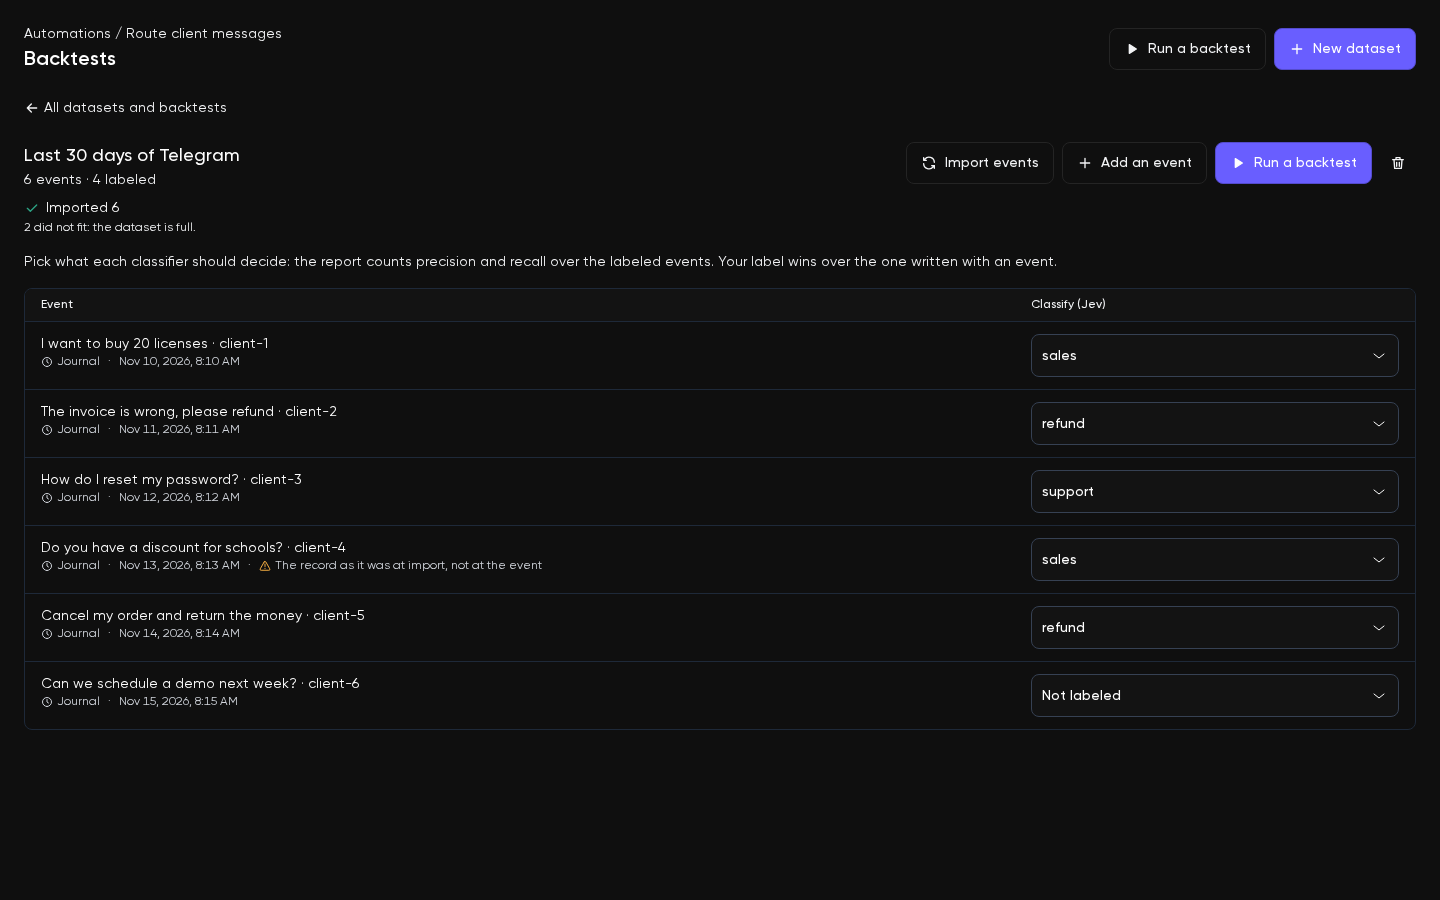 Automations / Route client messages
Backtests
Run a backtest
New dataset
All datasets and backtests
Last 30 days of Telegram
6 events · 4 labeled
Import events
Add an event
Run a backtest
Imported 6
2 did not fit: the dataset is full.
Pick what each classifier should decide: the report counts precision and recall over the labeled events. Your label wins over the one written with an event.
Event
Classify (Jev)
I want to buy 20 licenses · client-1
Journal · Nov 10, 2026, 8:10 AM
sales
The invoice is wrong, please refund · client-2
Journal · Nov 11, 2026, 8:11 AM
refund
How do I reset my password? · client-3
Journal · Nov 12, 2026, 8:12 AM
support
Do you have a discount for schools? · client-4
Journal · Nov 13, 2026, 8:13 AM · The record as it was at import, not at the event
sales
Cancel my order and return the money · client-5
Journal · Nov 14, 2026, 8:14 AM
refund
Can we schedule a demo next week? · client-6
Journal · Nov 15, 2026, 8:15 AM
Not labeled